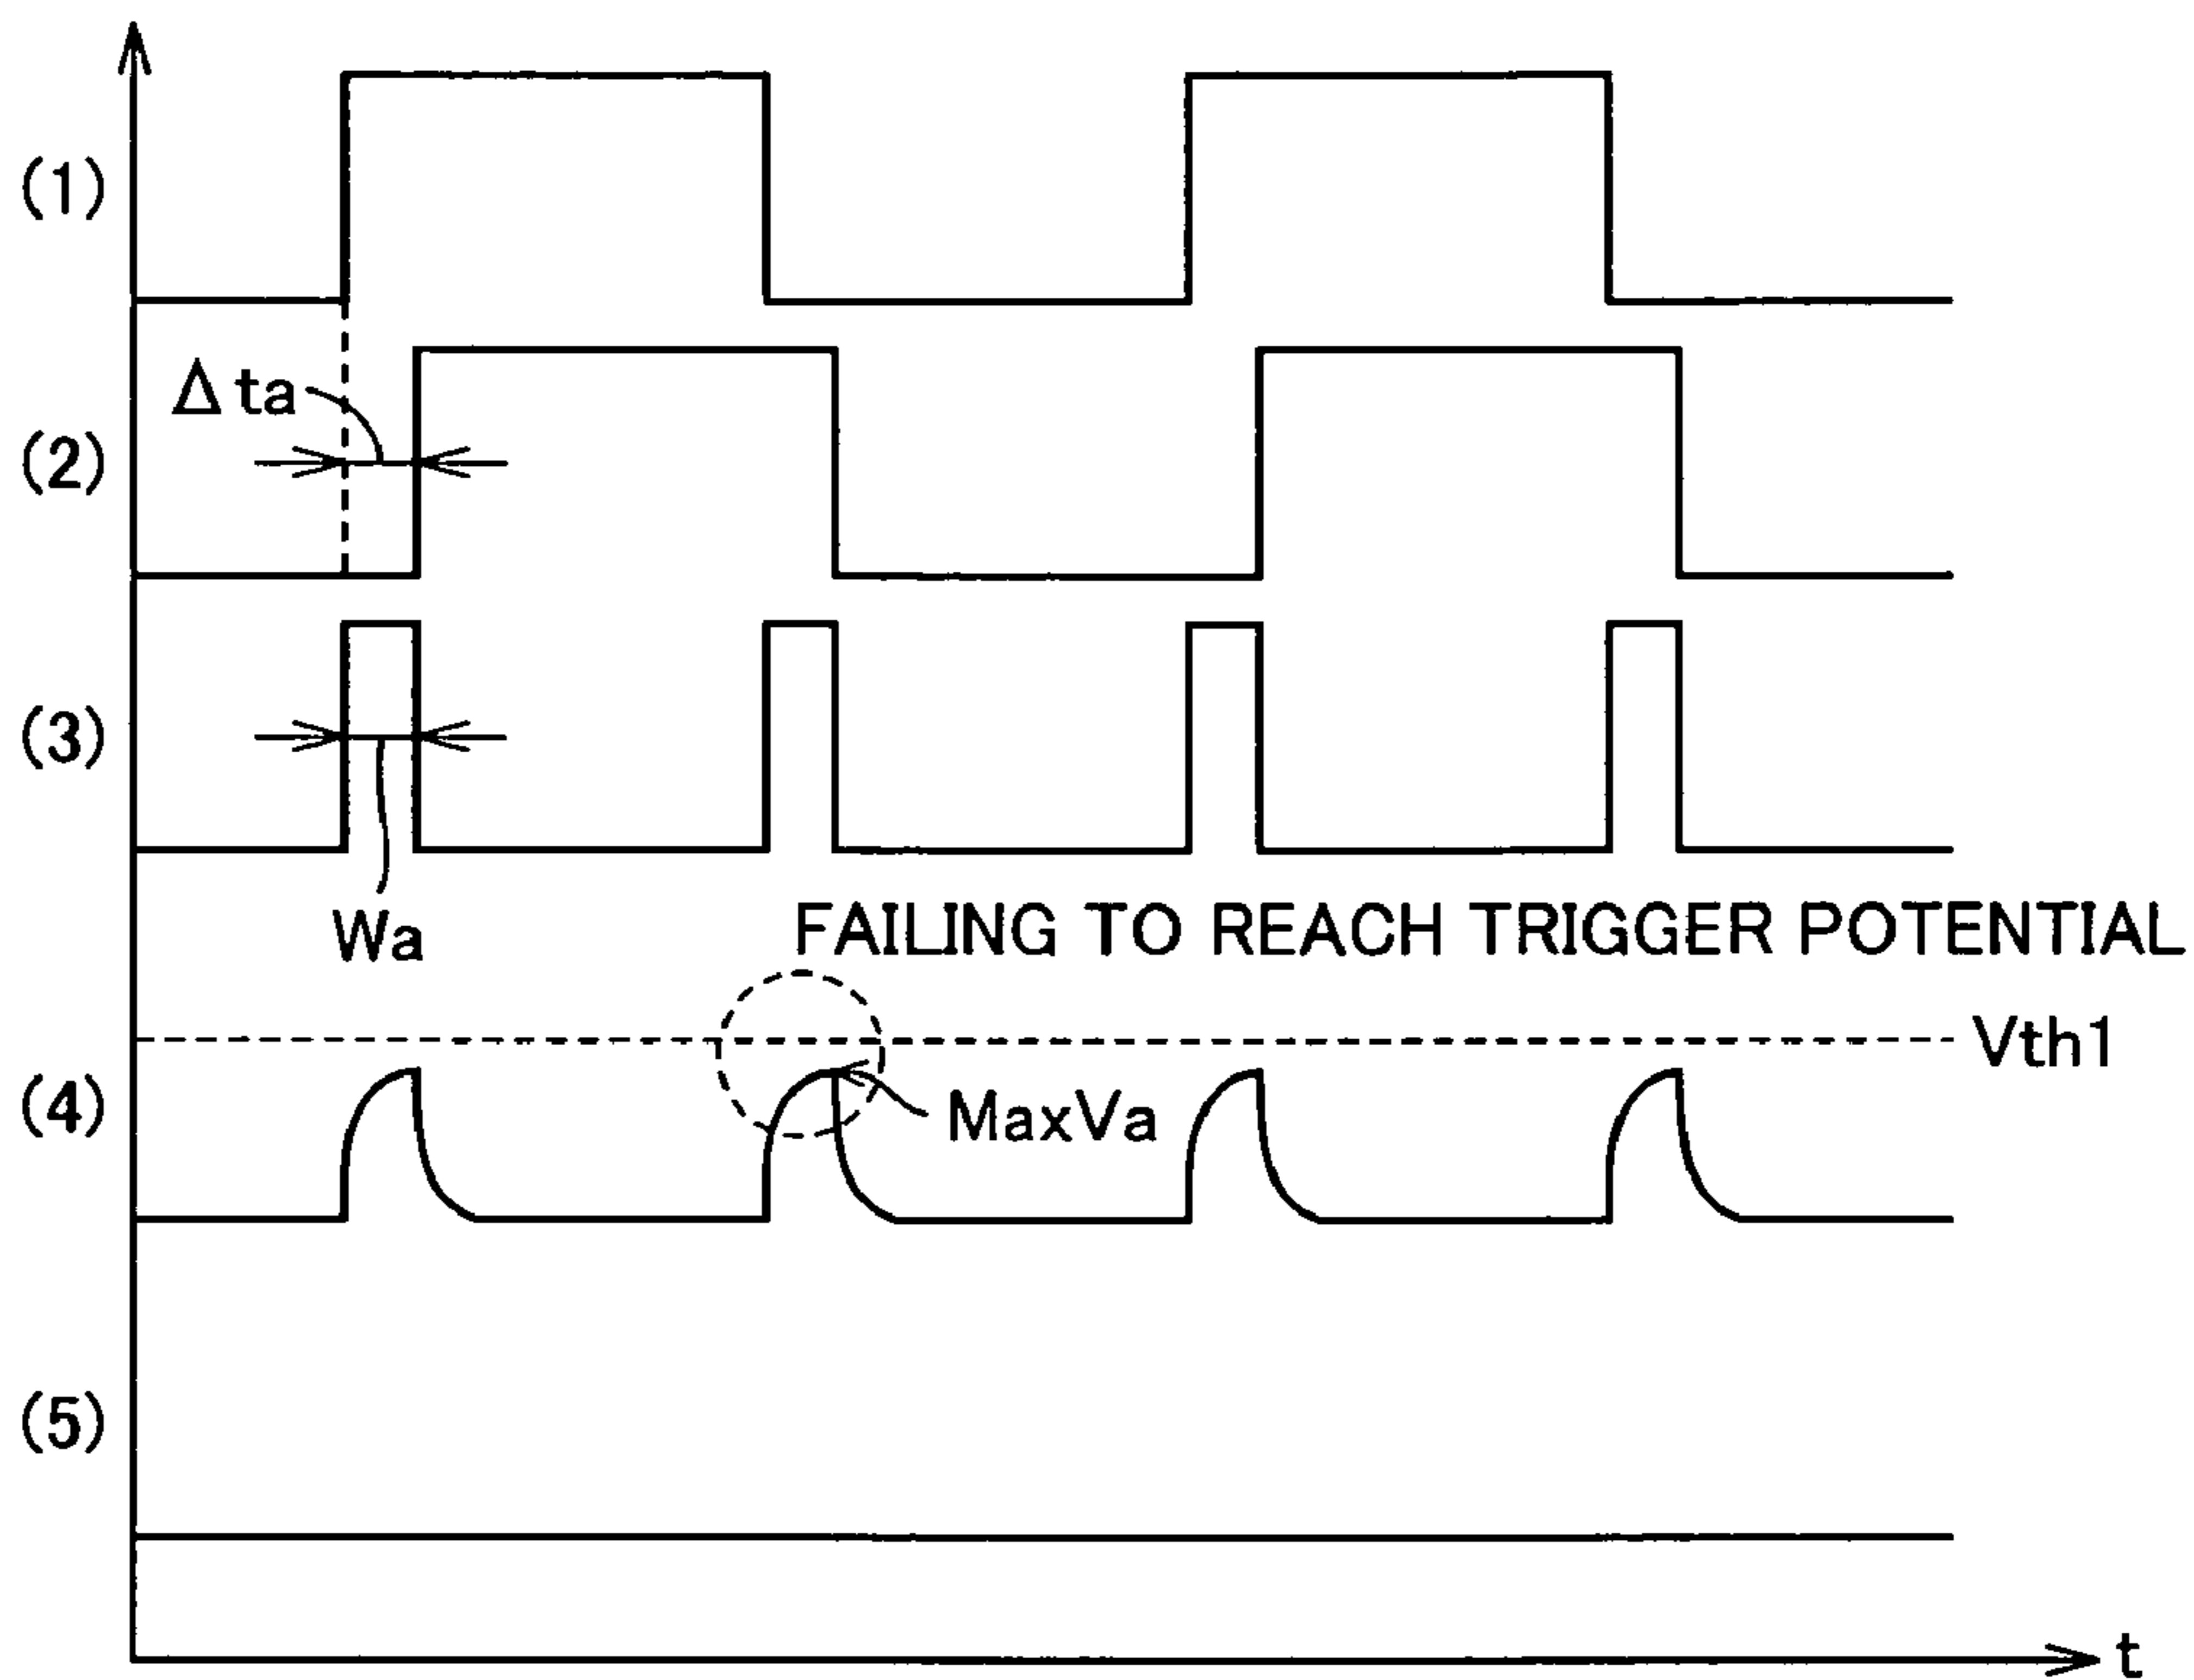 (1)
Δta
(2)
(3)
Wa
FAILING TO REACH TRIGGER POTENTIAL
Vth1
(4)
MaxVa
(5)
t